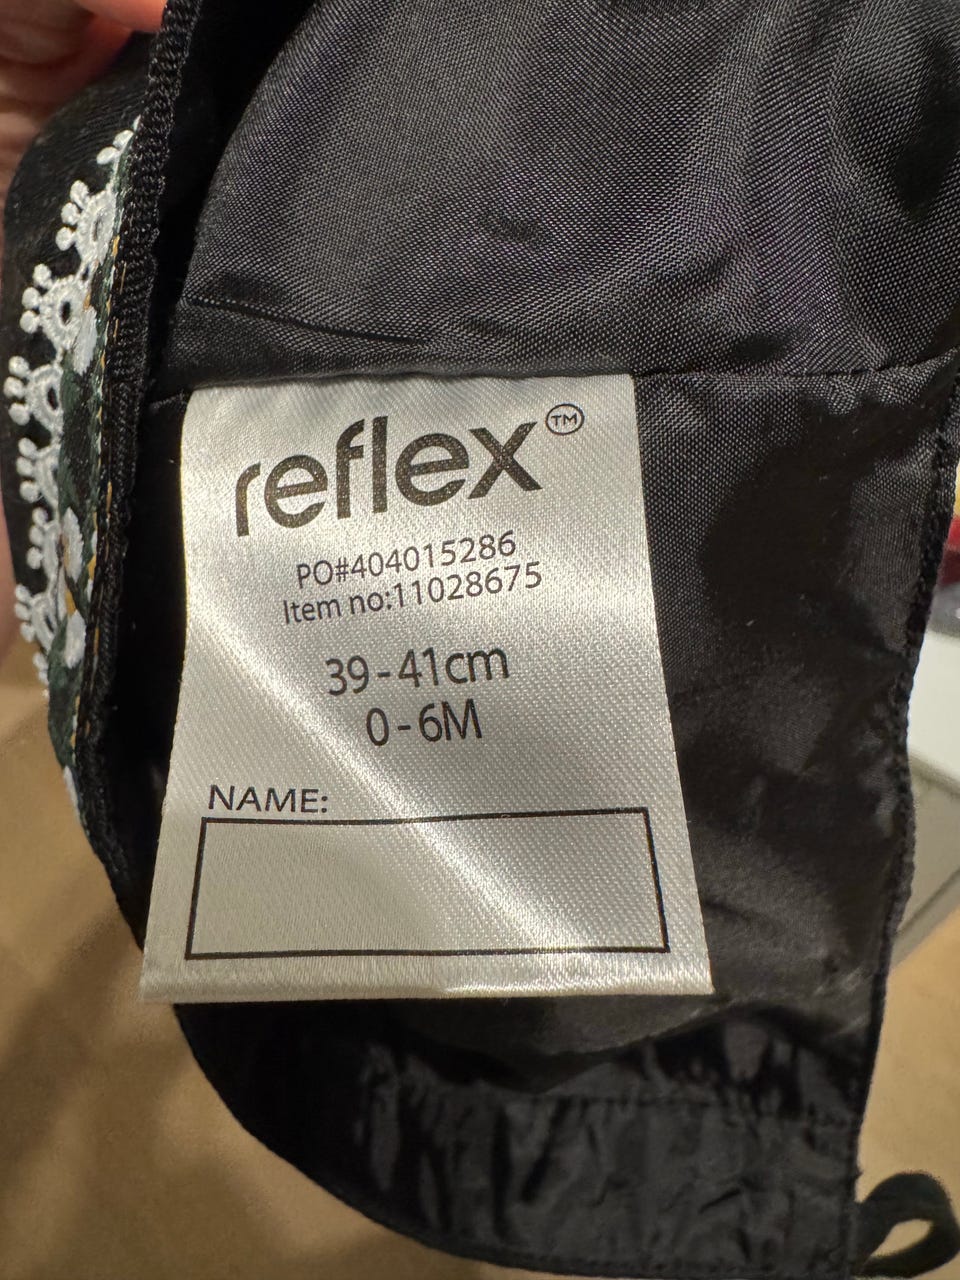 reflex™
PO#404015286
Item no:11028675
39-41cm
0-6M
NAME: